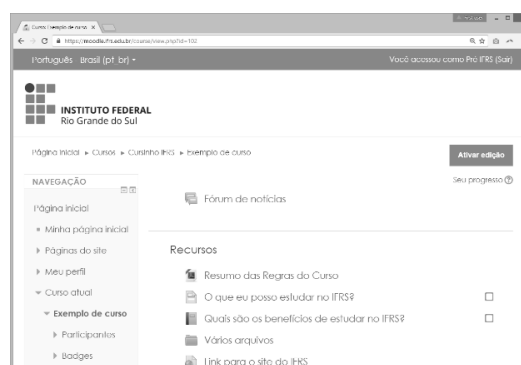 Curso: Exemplo de curso
https://moodle.ifrs.edu.br/course/view.php?id=102
Português - Brasil (pt_br)
Você acessou como Pré IFRS (Sair)
INSTITUTO FEDERAL
Rio Grande do Sul
Página inicial ▸ Cursos ▸ Cursinho IFRS ▸ Exemplo de curso
Ativar edição
NAVEGAÇÃO
Página inicial
Minha página inicial
Páginas do site
Meu perfil
Curso atual
Exemplo de curso
Participantes
Badges
Seu progresso
Fórum de notícias
Recursos
Resumo das Regras do Curso
O que eu posso estudar no IFRS?
Quais são os benefícios de estudar no IFRS?
Vários arquivos
Link para o site do IFRS